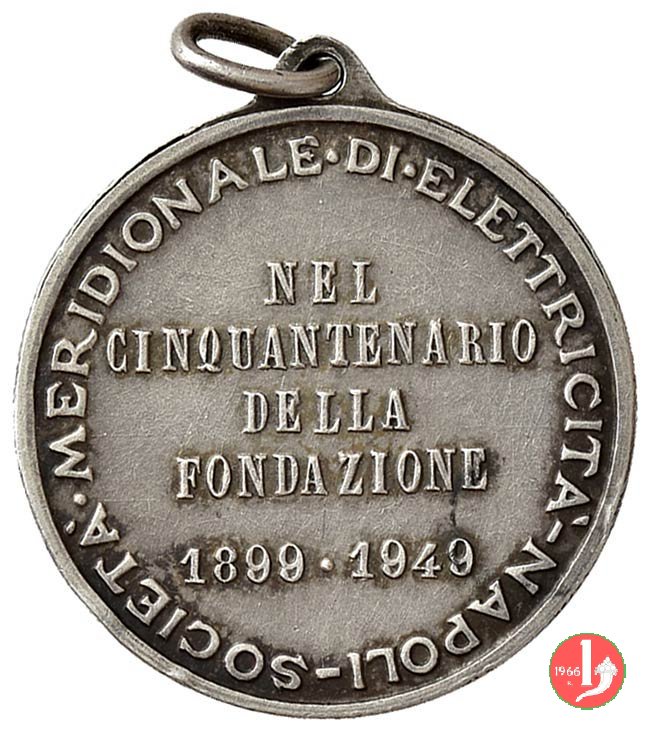 SOCIETA'·MERIDIONALE·DI·ELETTRICITA'-NAPOLI-
NEL
CINQUANTENARIO
DELLA
FONDAZIONE
1899·1949
1966